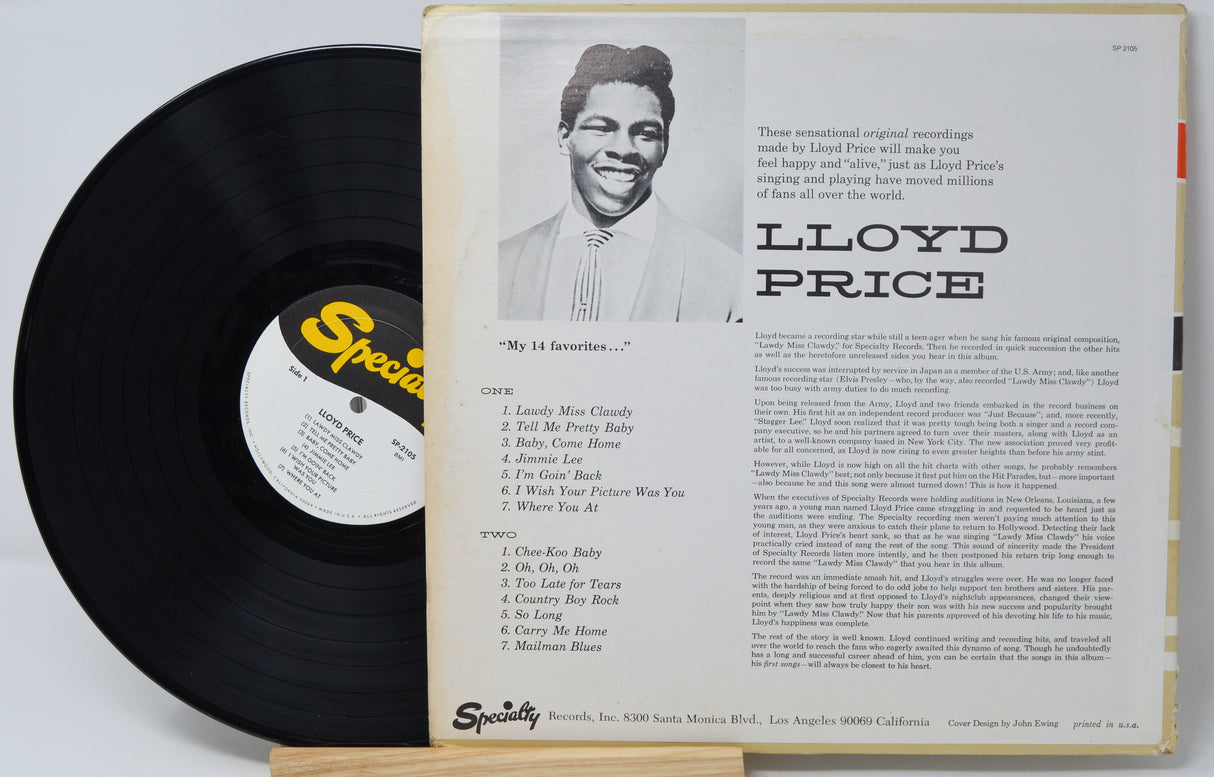 SP 2105
These sensational original recordings
made by Lloyd Price will make you
feel happy and “alive,” just as Lloyd Price’s
singing and playing have moved millions
of fans all over the world.
LLOYD
PRICE
“My 14 favorites...”
ONE
1. Lawdy Miss Clawdy
2. Tell Me Pretty Baby
3. Baby, Come Home
4. Jimmie Lee
5. I’m Goin’ Back
6. I Wish Your Picture Was You
7. Where You At
TWO
1. Chee-Koo Baby
2. Oh, Oh, Oh
3. Too Late for Tears
4. Country Boy Rock
5. So Long
6. Carry Me Home
7. Mailman Blues
Lloyd became a recording star while still a teen-ager when he sang his famous original composition,
“Lawdy Miss Clawdy,” for Specialty Records. Then he recorded in quick succession the other hits
as well as the heretofore unreleased sides you hear in this album.
Lloyd’s success was interrupted by service in Japan as a member of the U.S. Army; and, like another
famous recording star (Elvis Presley—who, by the way, also recorded “Lawdy Miss Clawdy”) Lloyd
was too busy with army duties to do much recording.
Upon being released from the Army, Lloyd and two friends embarked in the record business on
their own. His first hit as an independent record producer was “Just Because”; and, more recently,
“Stagger Lee.” Lloyd soon realized that it was pretty tough being both a singer and a record com-
pany executive, so he and his partners agreed to turn over their masters, along with Lloyd as an
artist, to a well-known company based in New York City. The new association proved very profit-
able for all concerned, as Lloyd is now rising to even greater heights than before his army stint.
However, while Lloyd is now high on all the hit charts with other songs, he probably remembers
“Lawdy Miss Clawdy” best; not only because it first put him on the Hit Parades, but—more important
—also because he and this song were almost turned down! This is how it happened.
When the executives of Specialty Records were holding auditions in New Orleans, Louisiana, a few
years ago, a young man named Lloyd Price came straggling in and requested to be heard just as
the auditions were ending. The Specialty recording men weren’t paying much attention to this
young man, as they were anxious to catch their plane to return to Hollywood. Detecting their lack
of interest, Lloyd Price’s heart sank, so that as he was singing “Lawdy Miss Clawdy” his voice
practically cried instead of sang the rest of the song. This sound of sincerity made the President
of Specialty Records listen more intently, and he then postponed his return trip long enough to
record the same “Lawdy Miss Clawdy” that you hear in this album.
The record was an immediate smash hit, and Lloyd’s struggles were over. He was no longer faced
with the hardship of being forced to do odd jobs to help support ten brothers and sisters. His par-
ents, deeply religious and at first opposed to Lloyd’s nightclub appearances, changed their view-
point when they saw how truly happy their son was with his new success and popularity brought
him by “Lawdy Miss Clawdy.” Now that his parents approved of his devoting his life to his music,
Lloyd’s happiness was complete.
The rest of the story is well known. Lloyd continued writing and recording hits, and traveled all
over the world to reach the fans who eagerly awaited this dynamo of song. Though he undoubtedly
has a long and successful career ahead of him, you can be certain that the songs in this album—
his first songs—will always be closest to his heart.
Specialty Records, Inc. 8300 Santa Monica Blvd., Los Angeles 90069 California Cover Design by John Ewing printed in u.s.a.
Side 1
SP-2105
LLOYD PRICE
(1) LAWDY MISS CLAWDY
(2) TELL ME PRETTY BABY
(3) BABY COME HOME
(4) JIMMIE LEE
(5) I'M GOIN' BACK
(6) I WISH YOUR PICTURE
WAS YOU
(7) WHERE YOU AT
SPECIALTY RECORDS
HOLLYWOOD CALIFORNIA
MADE IN U.S.A. • ALL RIGHTS RESERVED